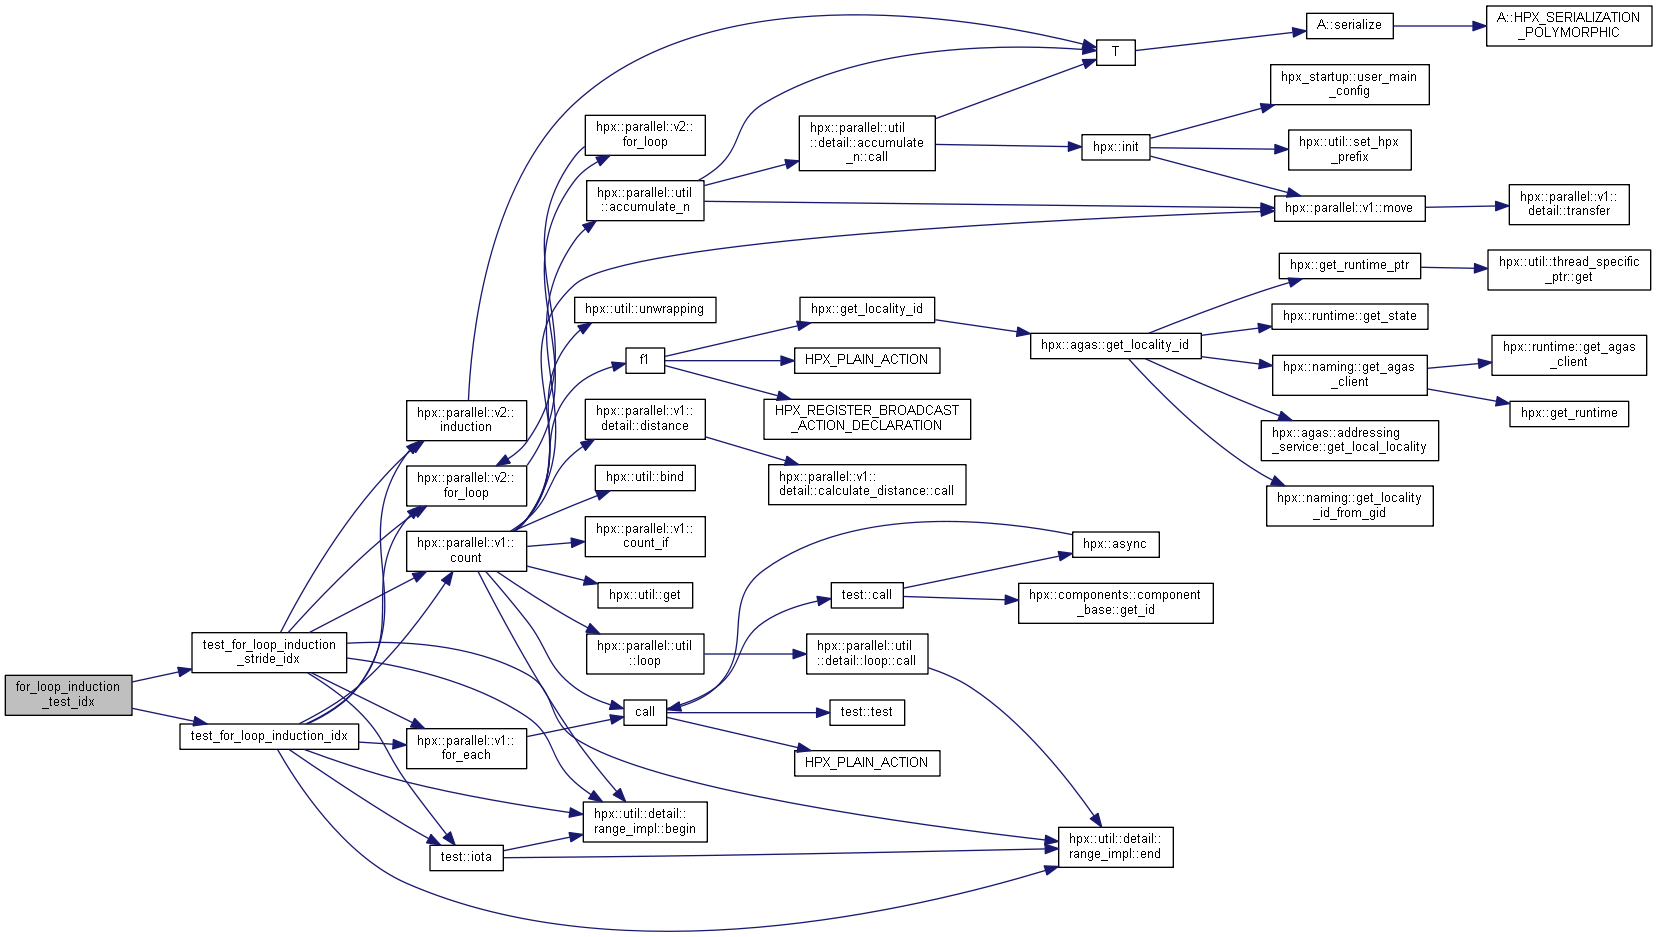 for_loop_induction
_test_idx
test_for_loop_induction
_stride_idx
test_for_loop_induction_idx
hpx::parallel::v2::
induction
hpx::parallel::v2::
for_loop
hpx::parallel::v1::
count
hpx::parallel::v1::
for_each
test::iota
hpx::parallel::v2::
for_loop
hpx::parallel::util
::accumulate_n
hpx::util::unwrapping
f1
hpx::parallel::v1::
detail::distance
hpx::util::bind
hpx::parallel::v1::
count_if
hpx::util::get
hpx::parallel::util
::loop
call
hpx::util::detail::
range_impl::begin
hpx::parallel::util
::detail::accumulate
_n::call
hpx::get_locality_id
HPX_PLAIN_ACTION
HPX_REGISTER_BROADCAST
_ACTION_DECLARATION
hpx::parallel::v1::
detail::calculate_distance::call
test::call
hpx::parallel::util
::detail::loop::call
test::test
HPX_PLAIN_ACTION
T
hpx::init
hpx::agas::get_locality_id
hpx::async
hpx::components::component
_base::get_id
hpx::util::detail::
range_impl::end
A::serialize
hpx_startup::user_main
_config
hpx::util::set_hpx
_prefix
hpx::parallel::v1::move
hpx::get_runtime_ptr
hpx::runtime::get_state
hpx::naming::get_agas
_client
hpx::agas::addressing
_service::get_local_locality
hpx::naming::get_locality
_id_from_gid
A::HPX_SERIALIZATION
_POLYMORPHIC
hpx::parallel::v1::
detail::transfer
hpx::util::thread_specific
_ptr::get
hpx::runtime::get_agas
_client
hpx::get_runtime